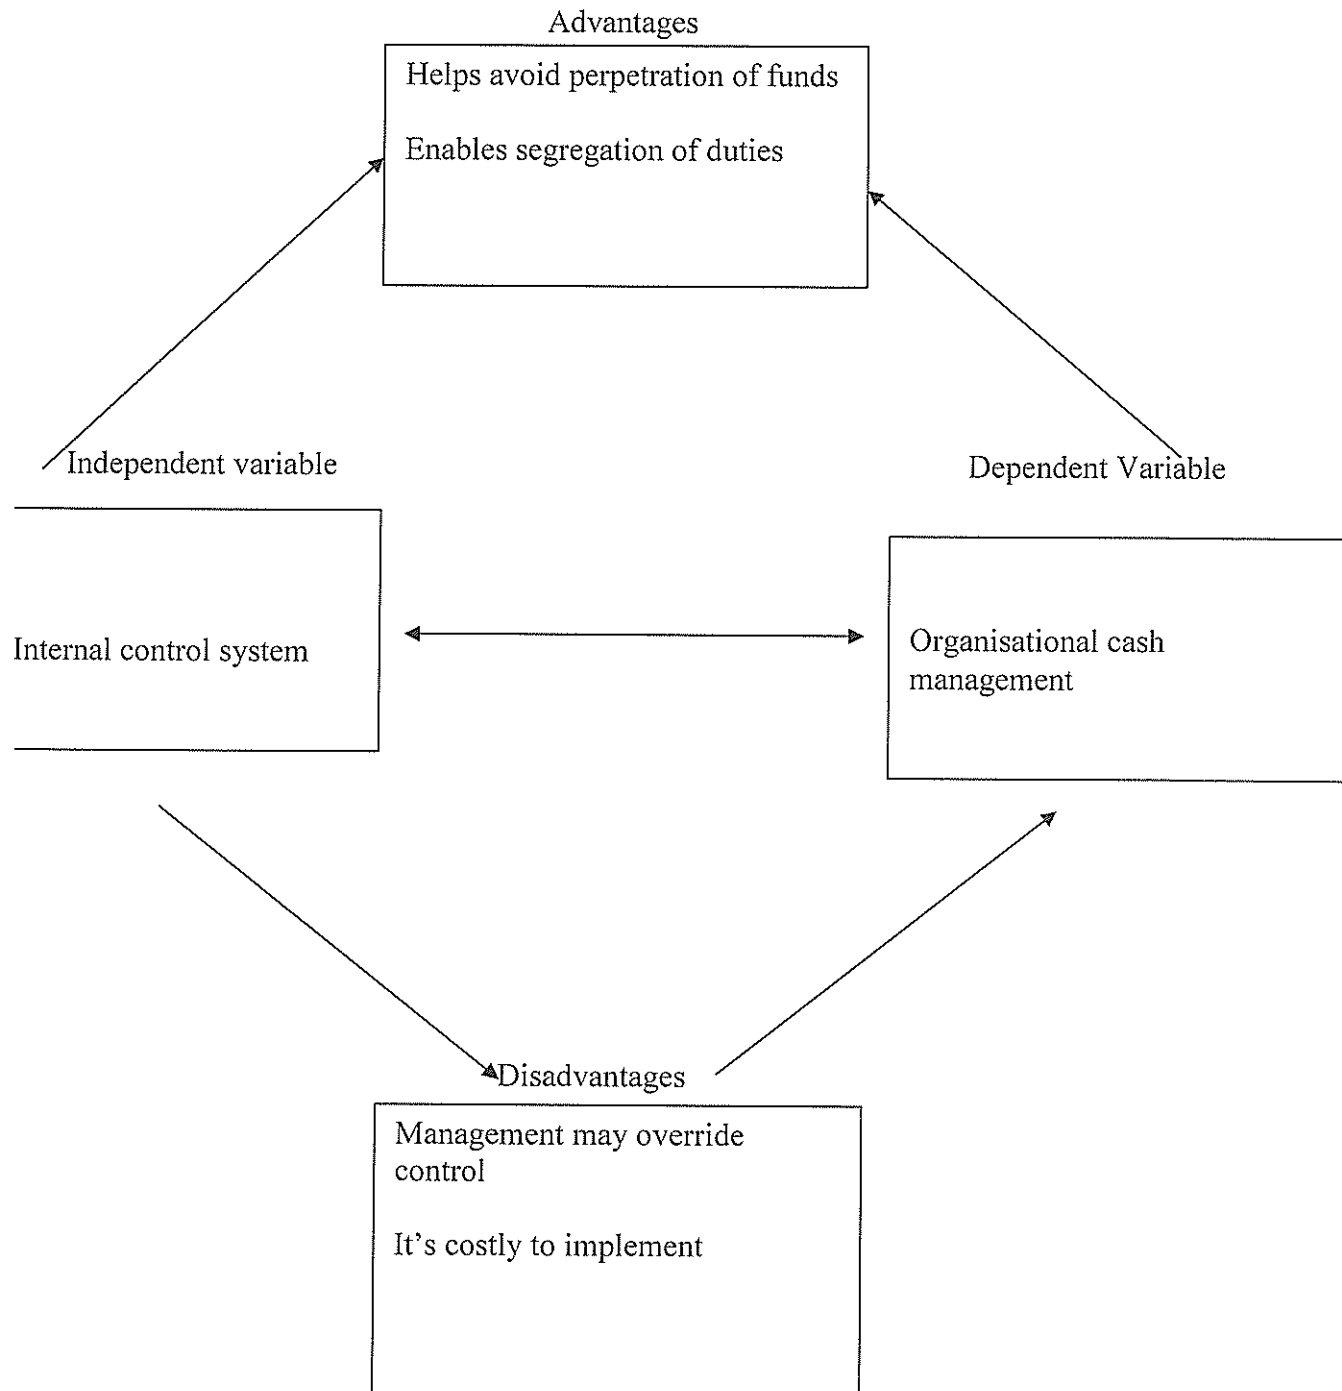 Advantages
Helps avoid perpetration of funds
Enables segregation of duties
Independent variable
Dependent Variable
Internal control system
Organisational cash
management
Disadvantages
Management may override
control
It's costly to implement